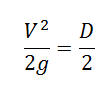 V²/2g = D/2